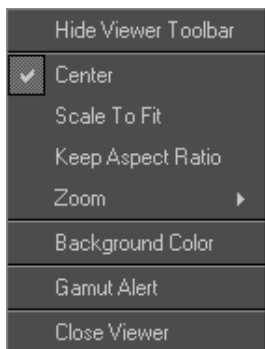 Hide Viewer Toolbar
Center
Scale To Fit
Keep Aspect Ratio
Zoom
Background Color
Gamut Alert
Close Viewer